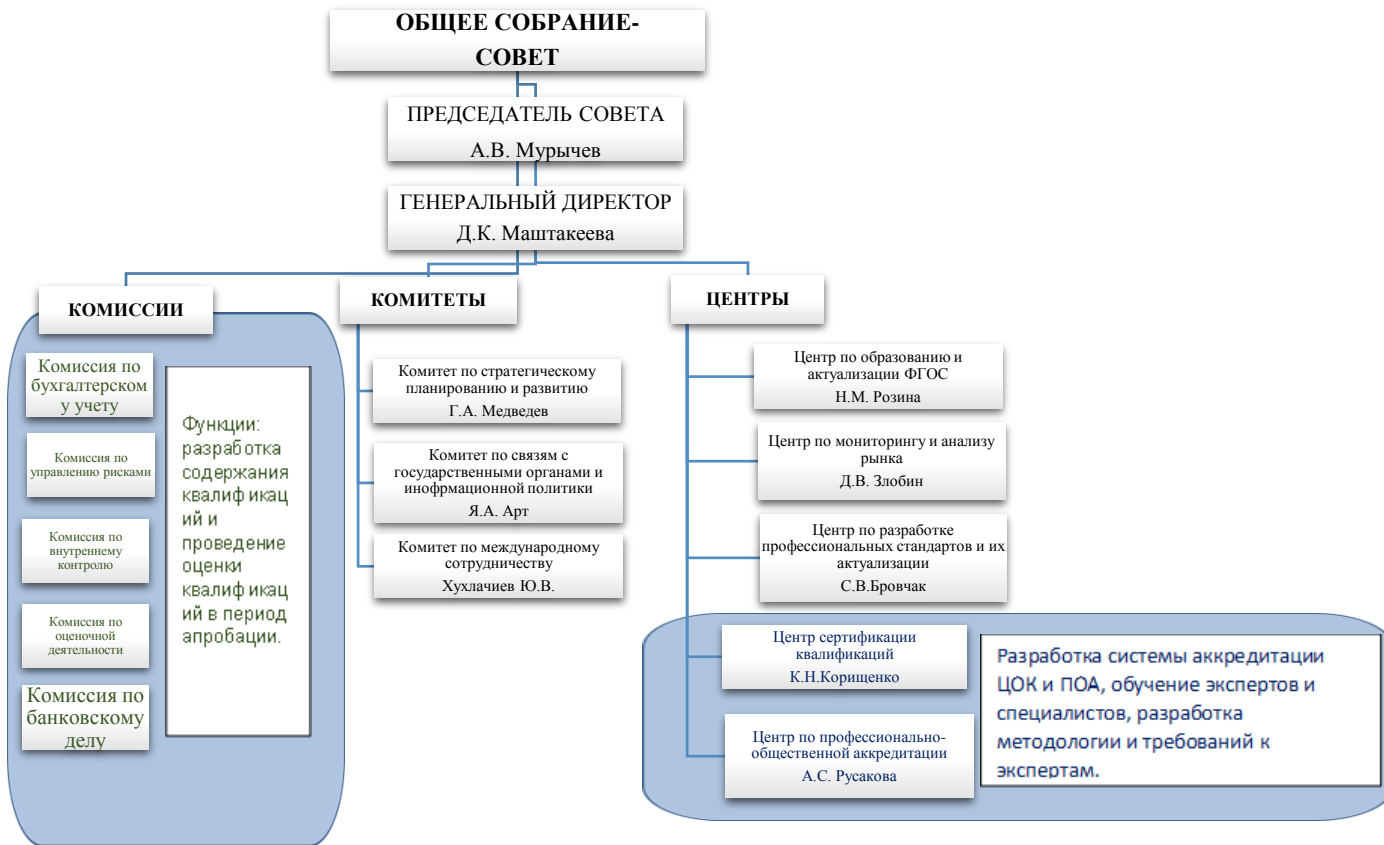 ОБЩЕЕ СОБРАНИЕ-
СОВЕТ
ПРЕДСЕДАТЕЛЬ СОВЕТА
А.В. Мурычев
ГЕНЕРАЛЬНЫЙ ДИРЕКТОР
Д.К. Маштакеева
КОМИССИИ
Комиссия по
бухгалтерском
у учету
Комиссия по
управлению рисками
Комиссия по
внутреннему
контролю
Комиссия по
оценочной
деятельности
Комиссия по
банковскому
делу
Функции:
разработка
содержания
квалификац
ий и
проведение
оценки
квалификац
ий в период
апробации.
КОМИТЕТЫ
Комитет по стратегическому
планированию и развитию
Г.А. Медведев
Комитет по связям с
государственными органами и
инофрмационной политики
Я.А. Арт
Комитет по международному
сотрудничеству
Хухлачиев Ю.В.
ЦЕНТРЫ
Центр по образованию и
актуализации ФГОС
Н.М. Розина
Центр по мониторингу и анализу
рынка
Д.В. Злобин
Центр по разработке
профессиональных стандартов и их
актуализации
С.В.Бровчак
Центр сертификации
квалификаций
К.Н.Корищенко
Центр по профессионально-
общественной аккредитации
А.С. Русакова
Разработка системы аккредитации
ЦОК и ПОА, обучение экспертов и
специалистов, разработка
методологии и требований к
экспертам.